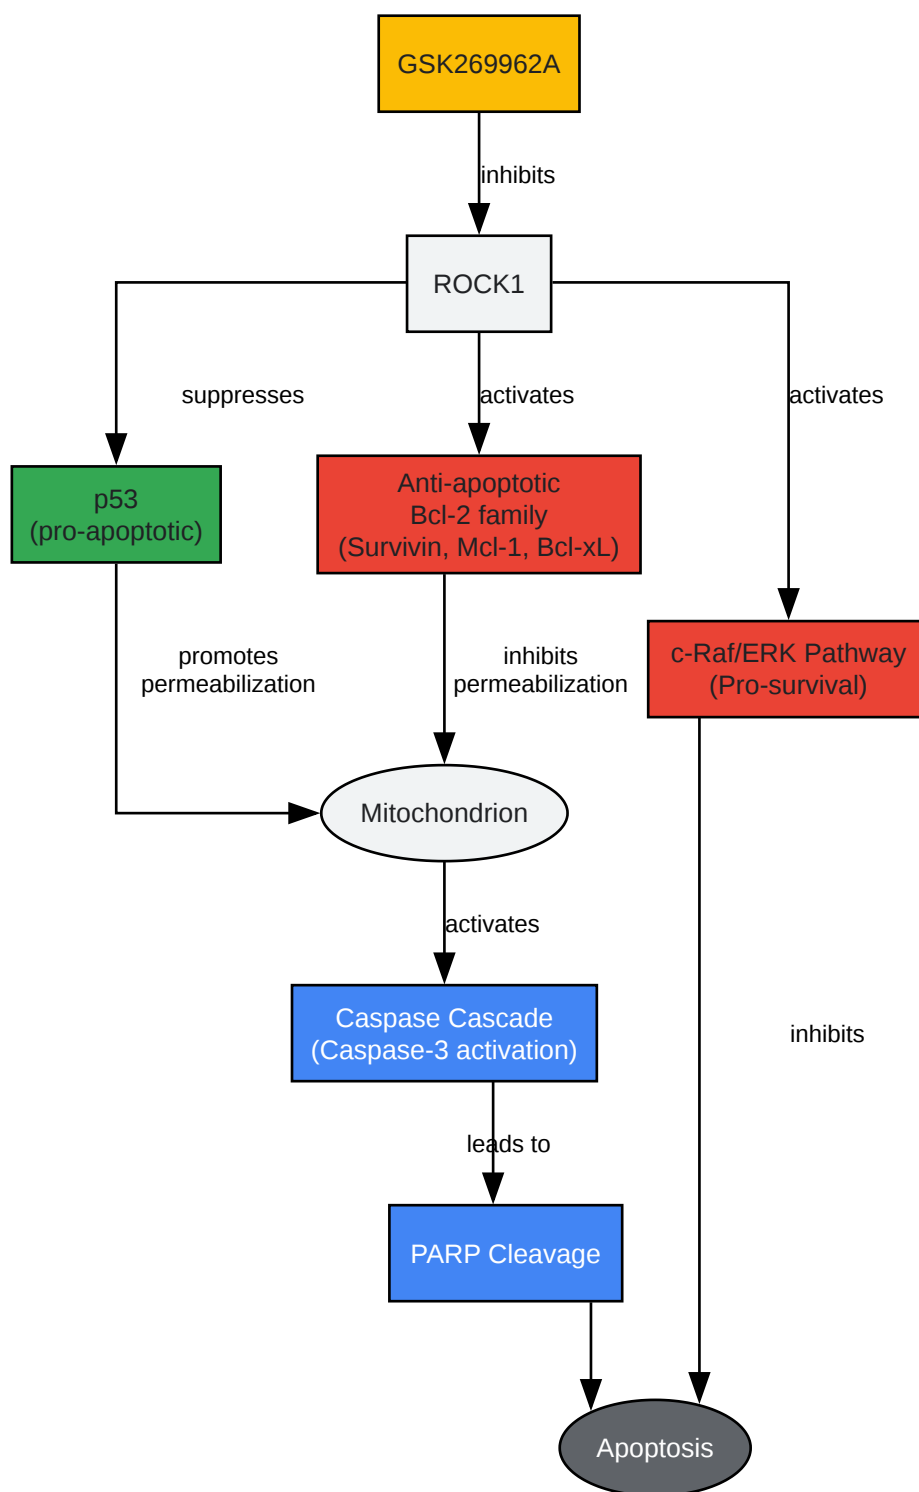 GSK269962A
inhibits
ROCK1
suppresses
activates
activates
p53
(pro-apoptotic)
Anti-apoptotic
Bcl-2 family
(Survivin, Mcl-1, Bcl-xL)
c-Raf/ERK Pathway
(Pro-survival)
promotes
permeabilization
inhibits
permeabilization
Mitochondrion
activates
Caspase Cascade
(Caspase-3 activation)
inhibits
leads to
PARP Cleavage
Apoptosis